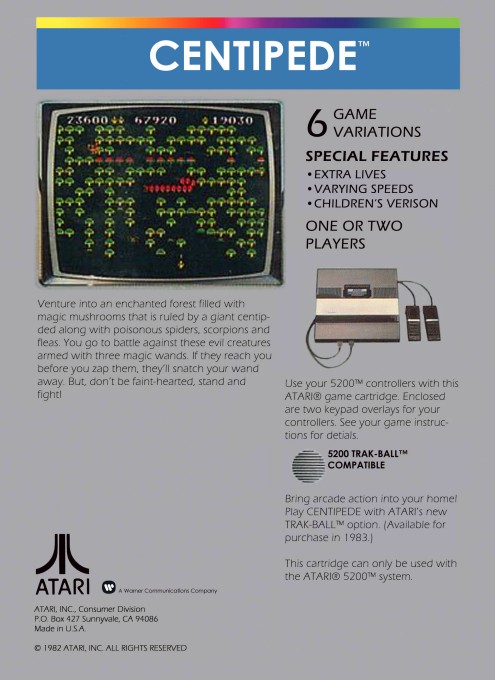 CENTIPEDE™
23600 67920 19030
6 GAME
VARIATIONS
SPECIAL FEATURES
• EXTRA LIVES
• VARYING SPEEDS
• CHILDREN'S VERISON
ONE OR TWO
PLAYERS
Venture into an enchanted forest filled with
magic mushrooms that is ruled by a giant centip-
ded along with poisonous spiders, scorpions and
fleas. You go to battle against these evil creatures
armed with three magic wands. If they reach you
before you zap them, they'll snatch your wand
away. But, don't be faint-hearted, stand and
fight!
Use your 5200™ controllers with this
ATARI® game cartridge. Enclosed
are two keypad overlays for your
controllers. See your game instruc-
tions for detials.
5200 TRAK-BALL™
COMPATIBLE
Bring arcade action into your home!
Play CENTIPEDE with ATARI's new
TRAK-BALL™ option. (Available for
purchase in 1983.)
This cartridge can only be used with
the ATARI® 5200™ system.
ATARI
A Warner Communications Company
ATARI, INC., Consumer Division
P.O. Box 427 Sunnyvale, CA 94086
Made in U.S.A.
© 1982 ATARI, INC. ALL RIGHTS RESERVED